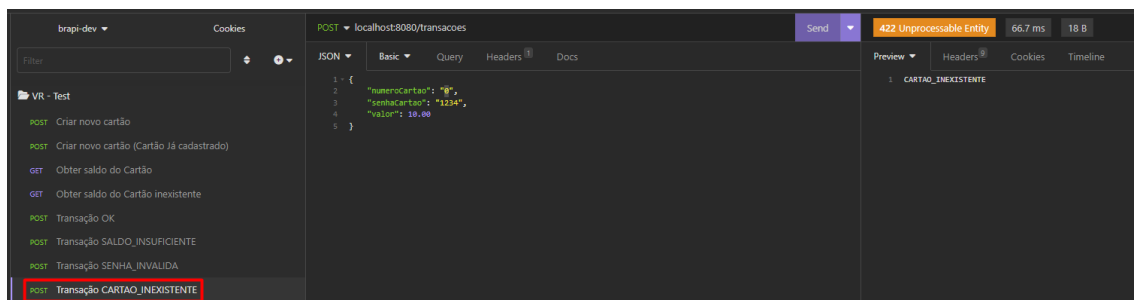 brapi-dev
Cookies
Filter
VR - Test
POST Criar novo cartão
POST Criar novo cartão (Cartão Já cadastrado)
GET Obter saldo do Cartão
GET Obter saldo do Cartão inexistente
POST Transação OK
POST Transação SALDO_INSUFICIENTE
POST Transação SENHA_INVALIDA
POST Transação CARTAO_INEXISTENTE
POST localhost:8080/transacoes
Send
JSON Basic Query Headers 1 Docs
1 {
2 "numeroCartao": "0",
3 "senhaCartao": "1234",
4 "valor": 10.00
5 }
422 Unprocessable Entity 66.7 ms 18 B
Preview Headers 9 Cookies Timeline
1 CARTAO_INEXISTENTE